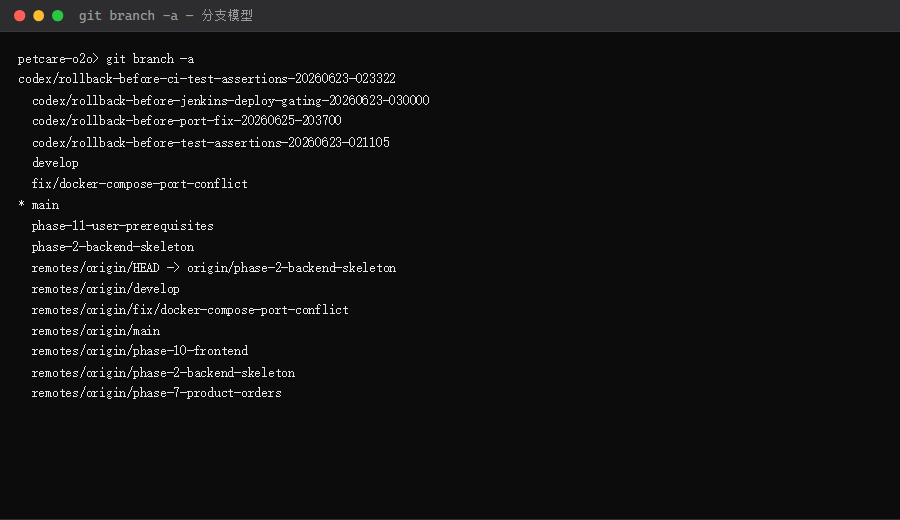 git branch -a - 分支模型
petcare-o2o> git branch -a
codex/rollback-before-ci-test-assertions-20260623-023322
codex/rollback-before-jenkins-deploy-gating-20260623-030000
codex/rollback-before-port-fix-20260625-203700
codex/rollback-before-test-assertions-20260623-021105
develop
fix/docker-compose-port-conflict
* main
phase-11-user-prerequisites
phase-2-backend-skeleton
remotes/origin/HEAD -> origin/phase-2-backend-skeleton
remotes/origin/develop
remotes/origin/fix/docker-compose-port-conflict
remotes/origin/main
remotes/origin/phase-10-frontend
remotes/origin/phase-2-backend-skeleton
remotes/origin/phase-7-product-orders